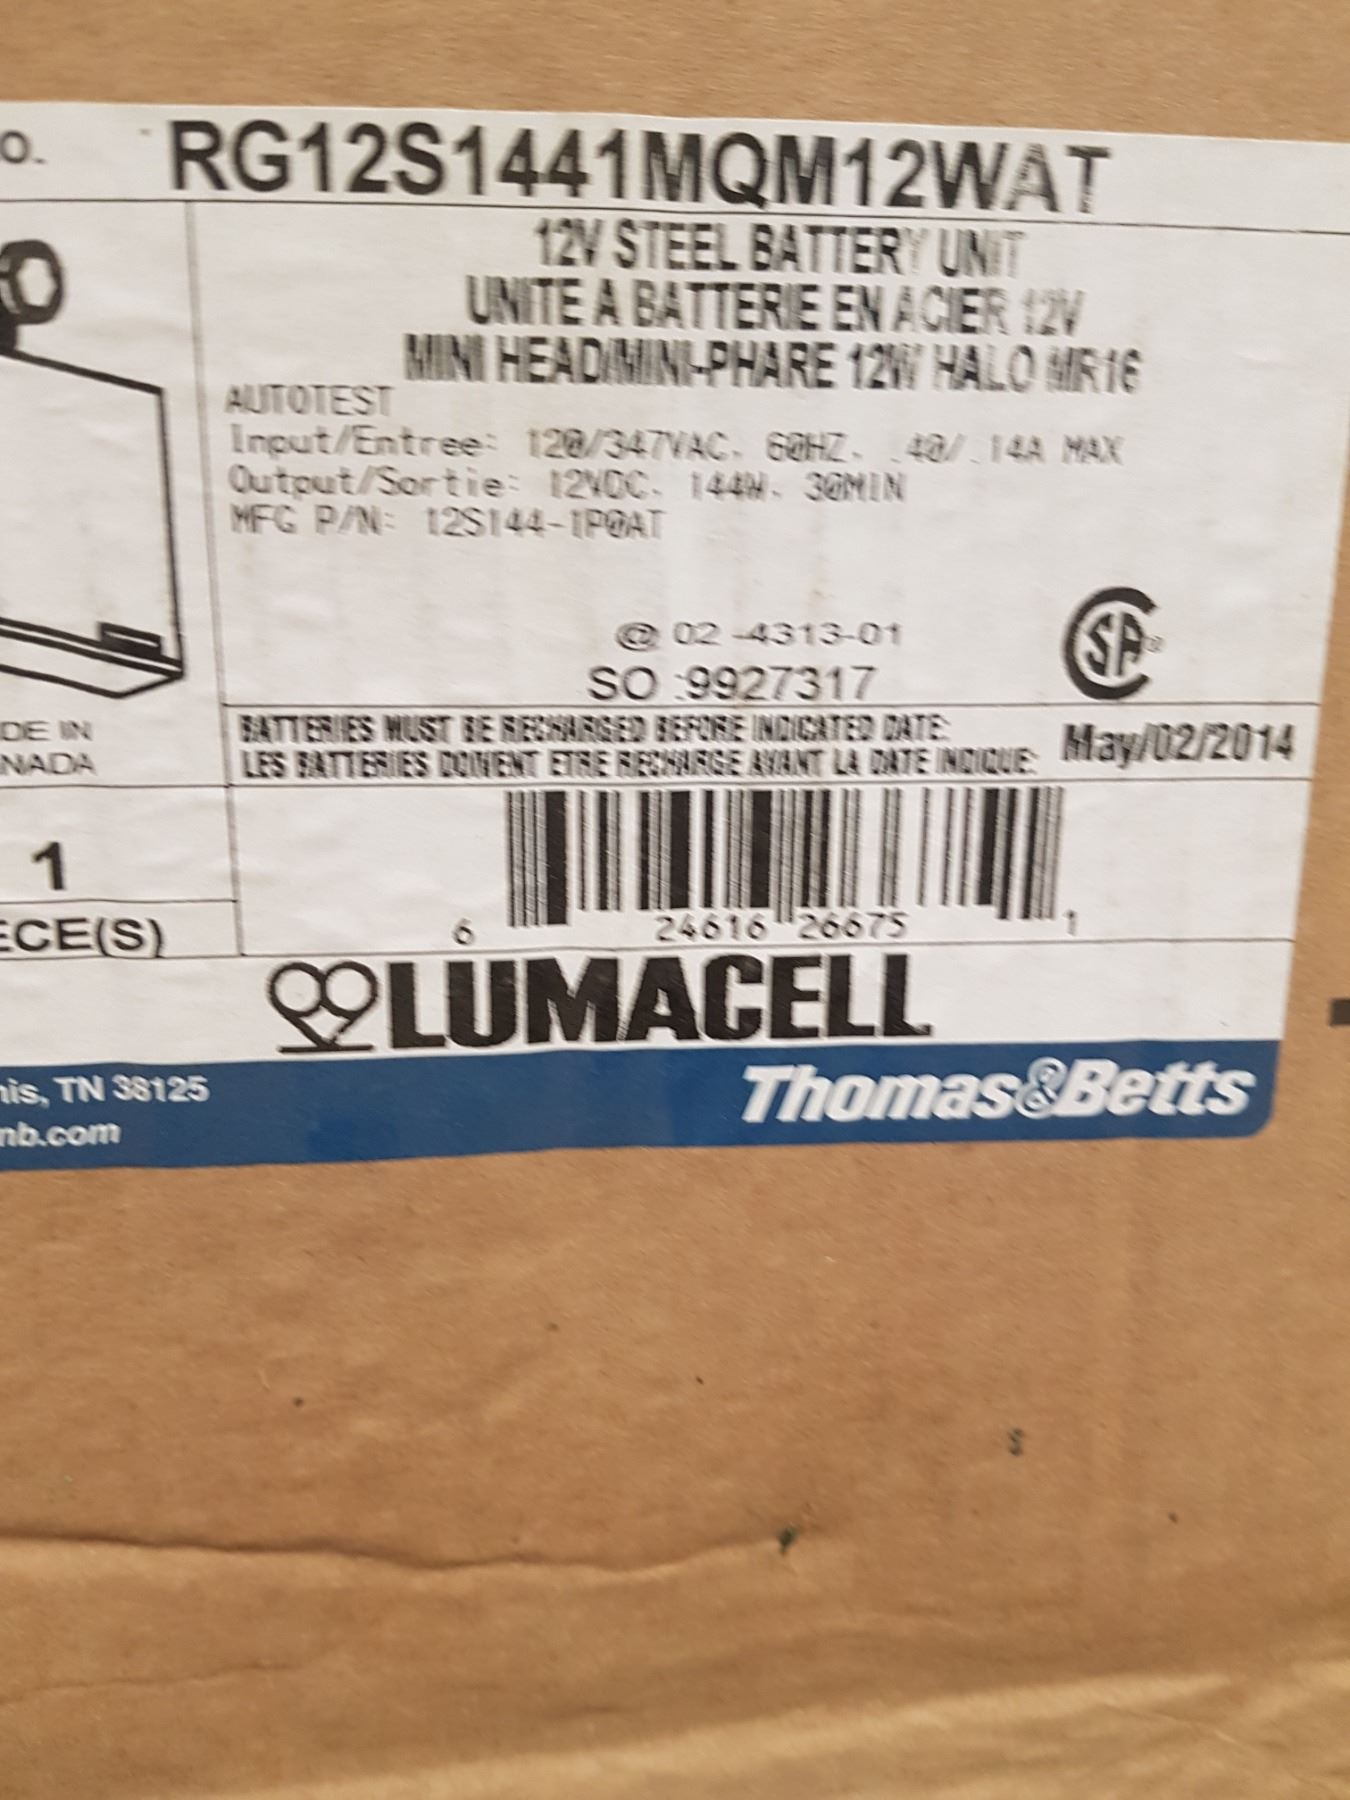 O. RG12S1441MQM12WAT
12V STEEL BATTERY UNIT
UNITE A BATTERIE EN ACIER 12V
MINI HEAD/MINI-PHARE 12W HALO MR16
AUTOTEST
Input/Entree: 120/347VAC. 60HZ. .40/.14A MAX
Output/Sortie: 12VDC. 144W. 30MIN
MFG P/N: 12S144-1P0AT
@ 02 -4313-01
SO :9927317
CSA®
DE IN
NADA
BATTERIES MUST BE RECHARGED BEFORE INDICATED DATE:
LES BATTERIES DOIVENT ETRE RECHARGE AVANT LA DATE INDIQUE:
May/02/2014
1
ECE(S)
6 24616 26675 1
LUMACELL
his, TN 38125
nb.com
Thomas&Betts